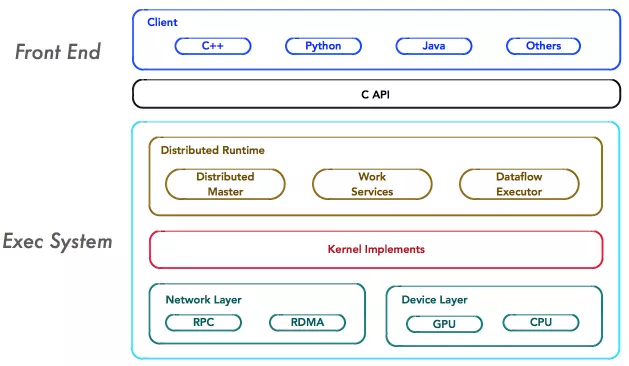 Front End
Client
C++
Python
Java
Others
C API
Exec System
Distributed Runtime
Distributed
Master
Work
Services
Dataflow
Executor
Kernel Implements
Network Layer
RPC
RDMA
Device Layer
GPU
CPU